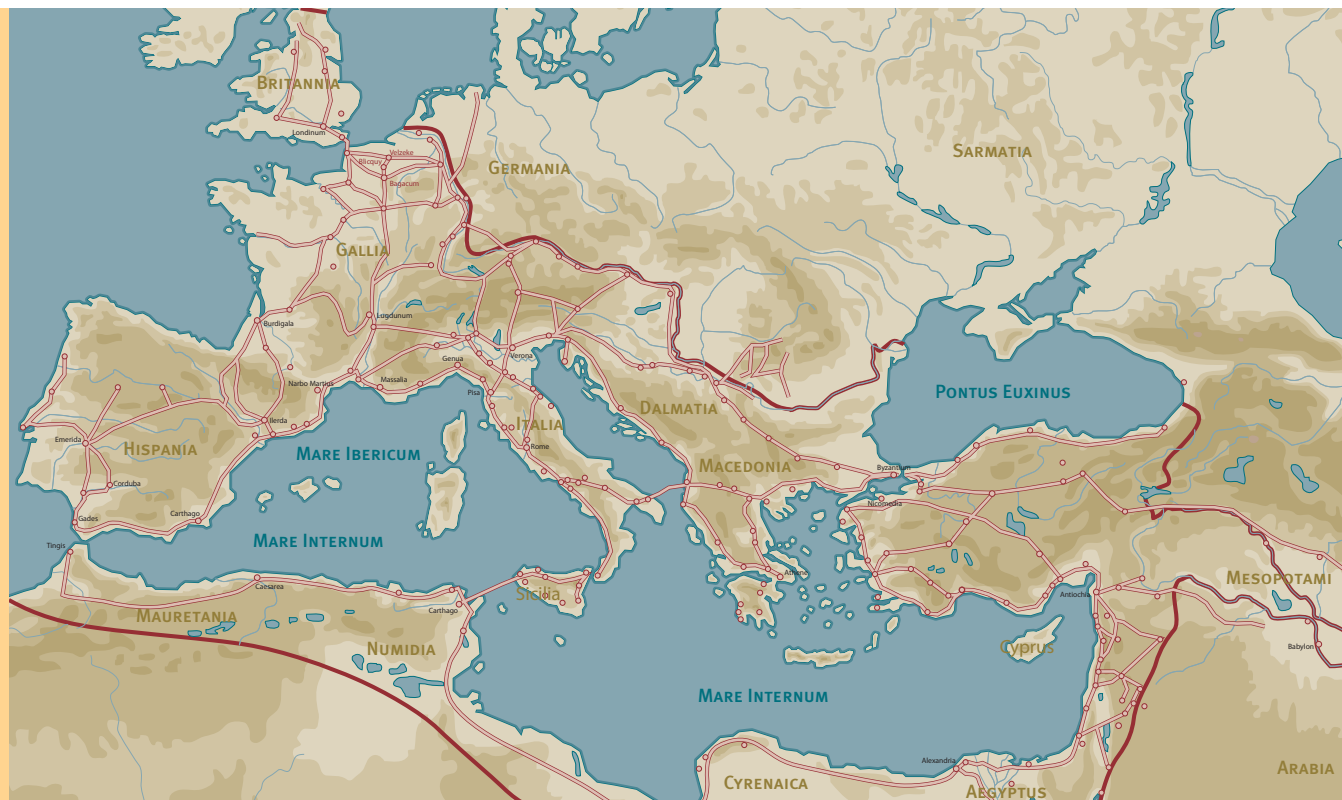 BRITANNIA
Londinum
Velzeke
Blicquy
Bagacum
GERMANIA
SARMATIA
GALLIA
Burdigala
Lugdunum
Genua
Verona
Narbo Martius
Massalia
Pisa
PONTUS EUXINUS
DALMATIA
ITALIA
Ilerda
Emerida
HISPANIA
MARE IBERICUM
Rome
MACEDONIA
Byzantium
Corduba
Nicomedia
Gades
Carthago
Tingis
MARE INTERNUM
Athene
MESOPOTAMI
Caesarea
Sicilia
Antiochia
Carthago
MAURETANIA
NUMIDIA
Cyprus
Babylon
MARE INTERNUM
Alexandria
ARABIA
CYRENAICA
AEGYPTUS